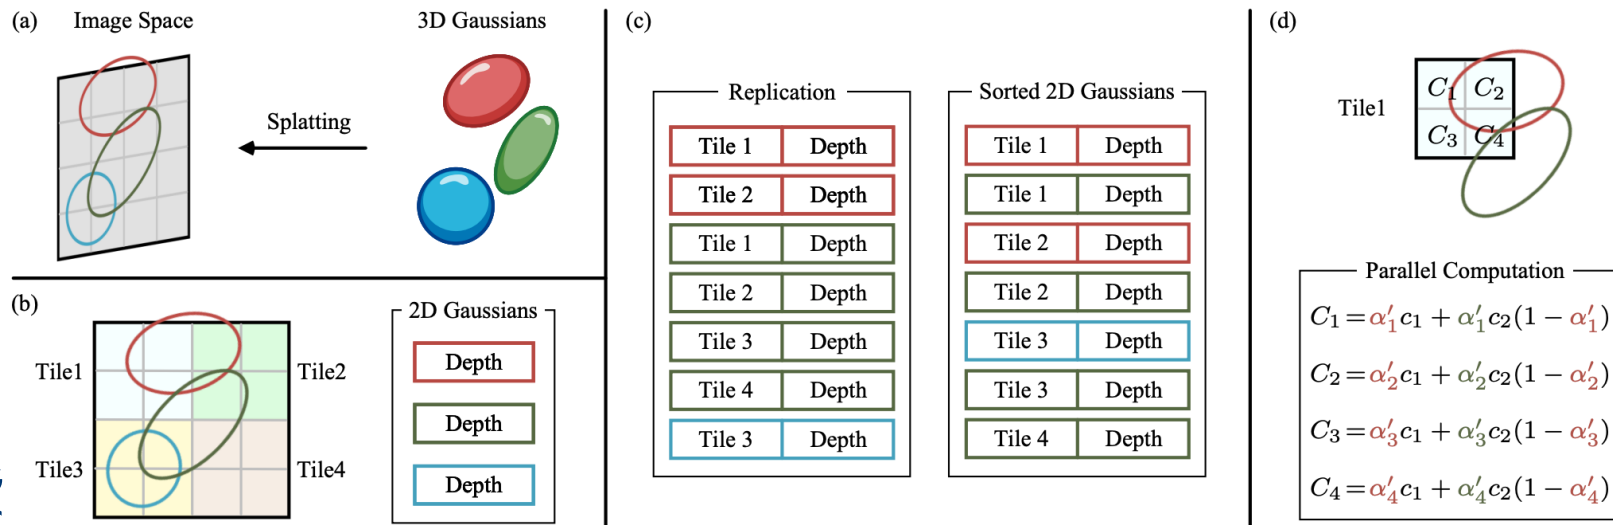 (a) Image Space 3D Gaussians
Splatting
(b)
Tile1 Tile2
Tile3 Tile4
2D Gaussians
Depth
Depth
Depth
(c)
Replication
Tile 1 Depth
Tile 2 Depth
Tile 1 Depth
Tile 2 Depth
Tile 3 Depth
Tile 4 Depth
Tile 3 Depth
Sorted 2D Gaussians
Tile 1 Depth
Tile 1 Depth
Tile 2 Depth
Tile 2 Depth
Tile 3 Depth
Tile 3 Depth
Tile 4 Depth
(d)
Tile1
C₁ C₂
C₃ C₄
Parallel Computation
C₁ = α′₁c₁ + α′₁c₂(1 − α′₁)
C₂ = α′₂c₁ + α′₂c₂(1 − α′₂)
C₃ = α′₃c₁ + α′₃c₂(1 − α′₃)
C₄ = α′₄c₁ + α′₄c₂(1 − α′₄)